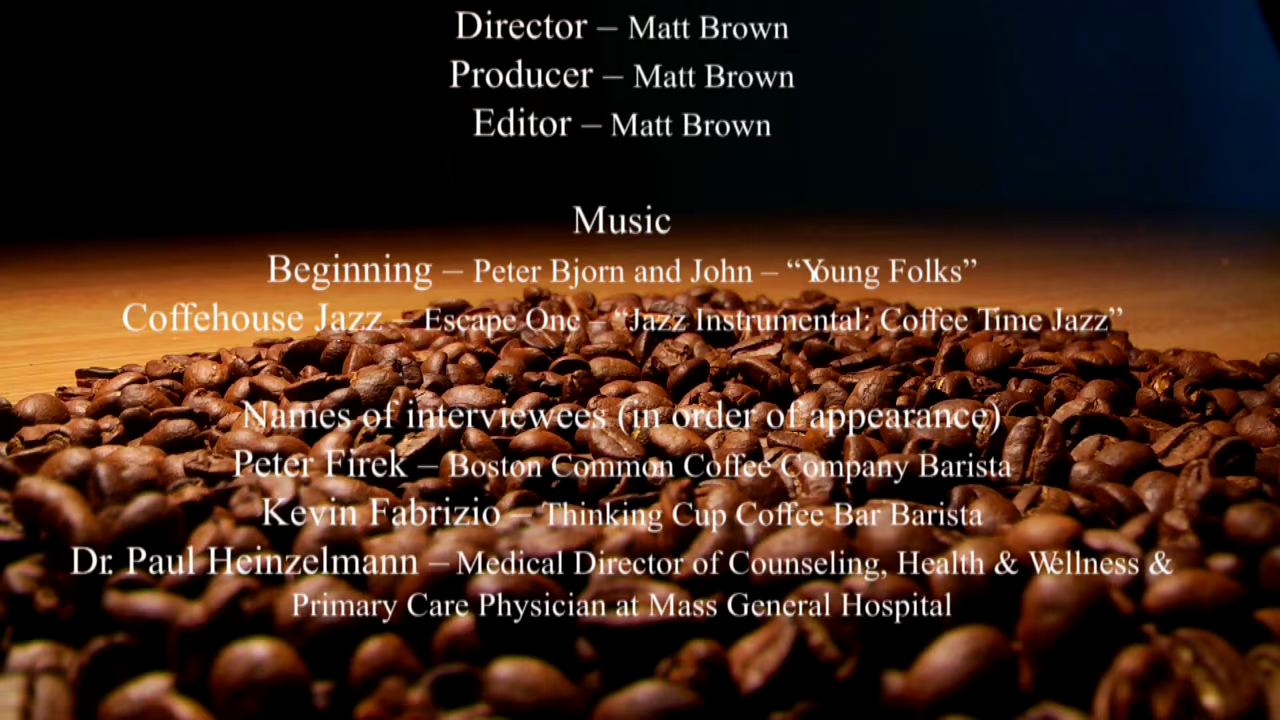 Director – Matt Brown
Producer – Matt Brown
Editor – Matt Brown
Music
Beginning – Peter Bjorn and John – “Young Folks”
Coffehouse Jazz – Escape One – “Jazz Instrumental: Coffee Time Jazz”
Names of interviewees (in order of appearance)
Peter Firek – Boston Common Coffee Company Barista
Kevin Fabrizio – Thinking Cup Coffee Bar Barista
Dr. Paul Heinzelmann – Medical Director of Counseling, Health & Wellness &
Primary Care Physician at Mass General Hospital